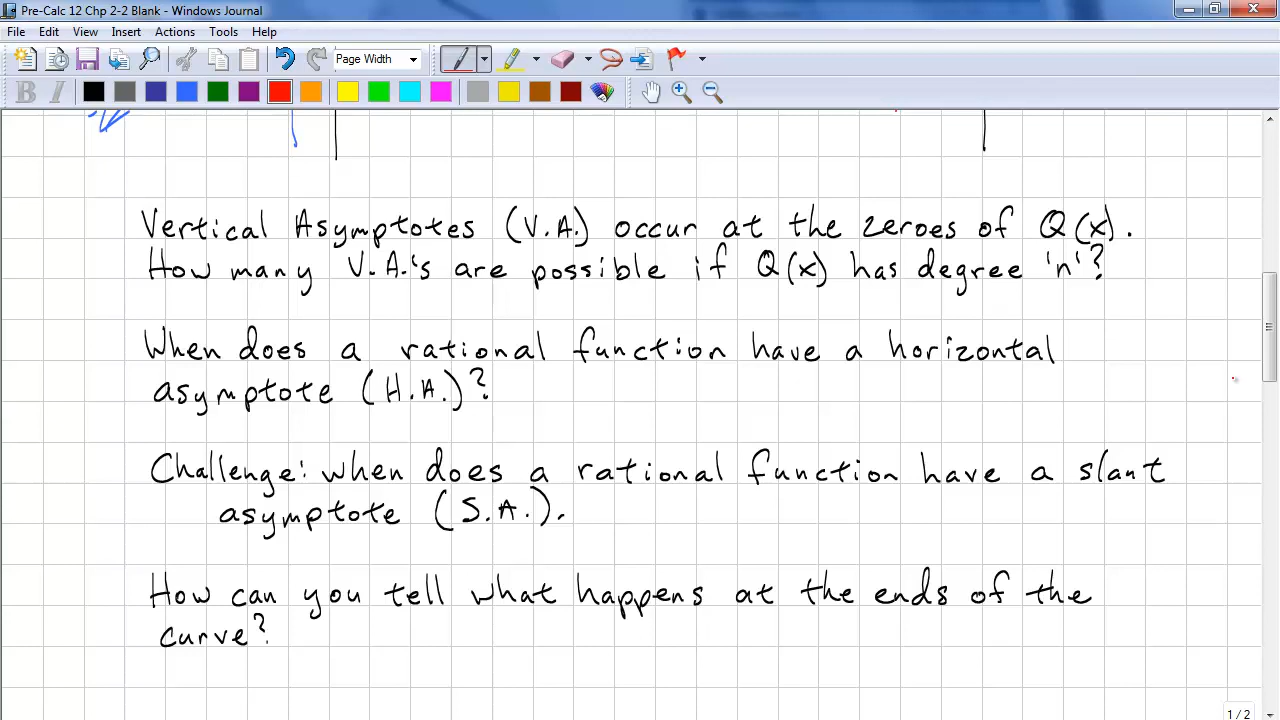 Pre-Calc 12 Chp 2-2 Blank - Windows Journal
File Edit View Insert Actions Tools Help
Page Width
B I
Vertical Asymptotes (V.A.) occur at the zeroes of Q(x).
How many V.A.'s are possible if Q(x) has degree 'n'?
When does a rational function have a horizontal
asymptote (H.A.)?
Challenge: when does a rational function have a slant
asymptote (S.A.).
How can you tell what happens at the ends of the
curve?
1 / 2